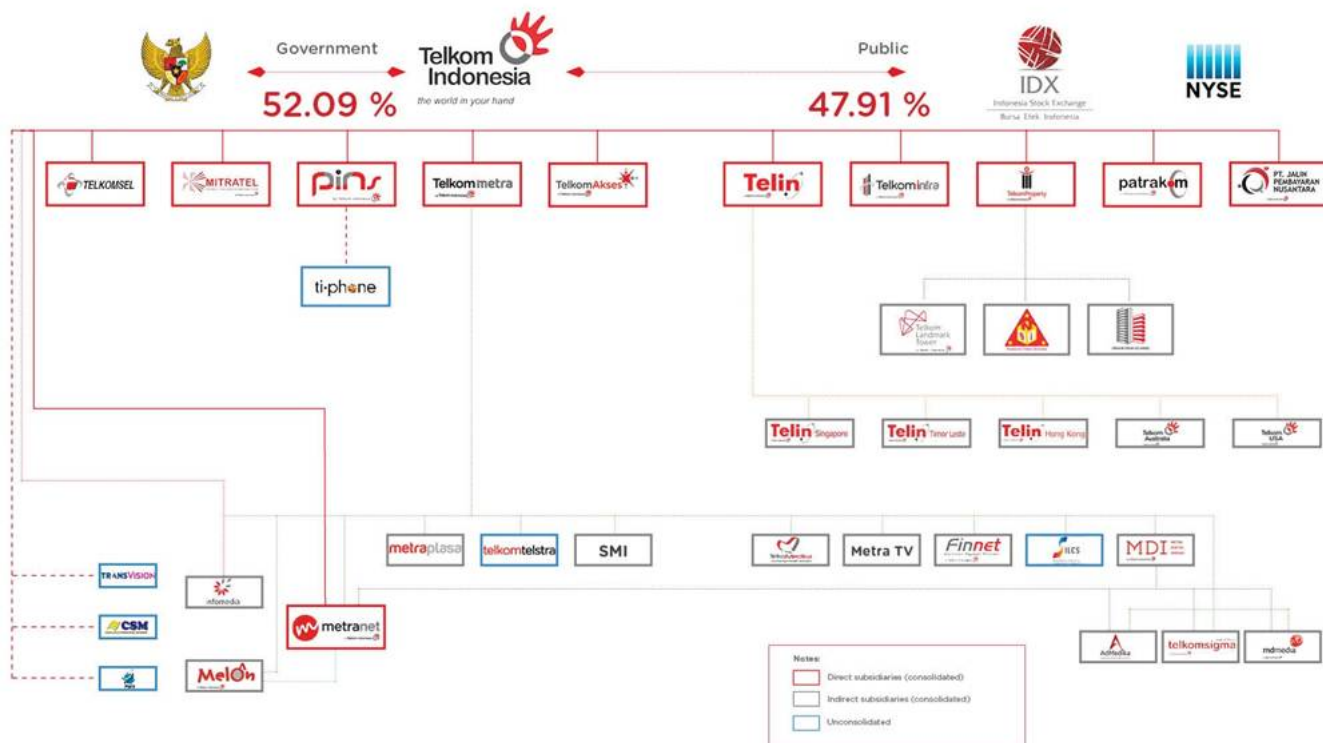 Government
Telkom
Indonesia
the world in your hand
Public
IDX
Indonesia Stock Exchange
Bursa Efek Indonesia
NYSE
52.09 %
47.91 %
TELKOMSEL
MITRATEL
pins
Telkommetra
TelkomAkses
Telin
Telkominfra
TelkomProperty
patrakom
PT. JALIN
PEMBAYARAN
NUSANTARA
ti-phone
Telkom
Landmark
Tower
Telin Singapore
Telin Timor Leste
Telin Hong Kong
Telkom
Australia
Telkom
USA
metraplasa
telkomtelstra
SMI
Metra TV
Finnet
ILCS
MDI
TRANSVISION
infomedia
CSM
metranet
Melon
AdMedika
telkomsigma
mdmedia
Notes:
Direct subsidiaries (consolidated)
Indirect subsidiaries (consolidated)
Unconsolidated